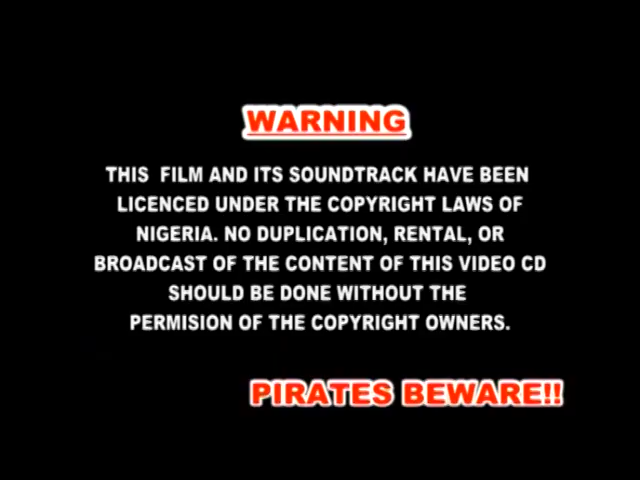 WARNING
THIS FILM AND ITS SOUNDTRACK HAVE BEEN
LICENCED UNDER THE COPYRIGHT LAWS OF
NIGERIA. NO DUPLICATION, RENTAL, OR
BROADCAST OF THE CONTENT OF THIS VIDEO CD
SHOULD BE DONE WITHOUT THE
PERMISION OF THE COPYRIGHT OWNERS.
PIRATES BEWARE!!